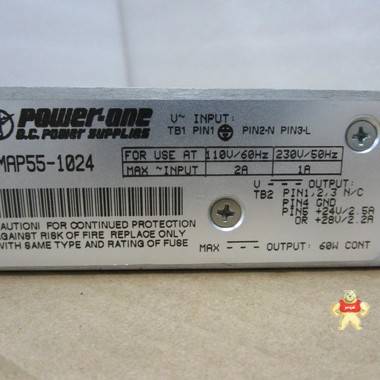 POWER-ONE
D.C. POWER SUPPLIES
MAP55-1024
V~ INPUT:
TB1 PIN1 PIN2-N PIN3-L
FOR USE AT 110V/60Hz 230V/50Hz
MAX ~INPUT 2A 1A
V OUTPUT:
TB2 PIN1/2,3 N/C
PIN4 GND
PIN5 +24V/2.5A
OR +28V/2.2A
CAUTION! FOR CONTINUED PROTECTION
AGAINST RISK OF FIRE REPLACE ONLY
WITH SAME TYPE AND RATING OF FUSE
MAX OUTPUT: 60W CONT